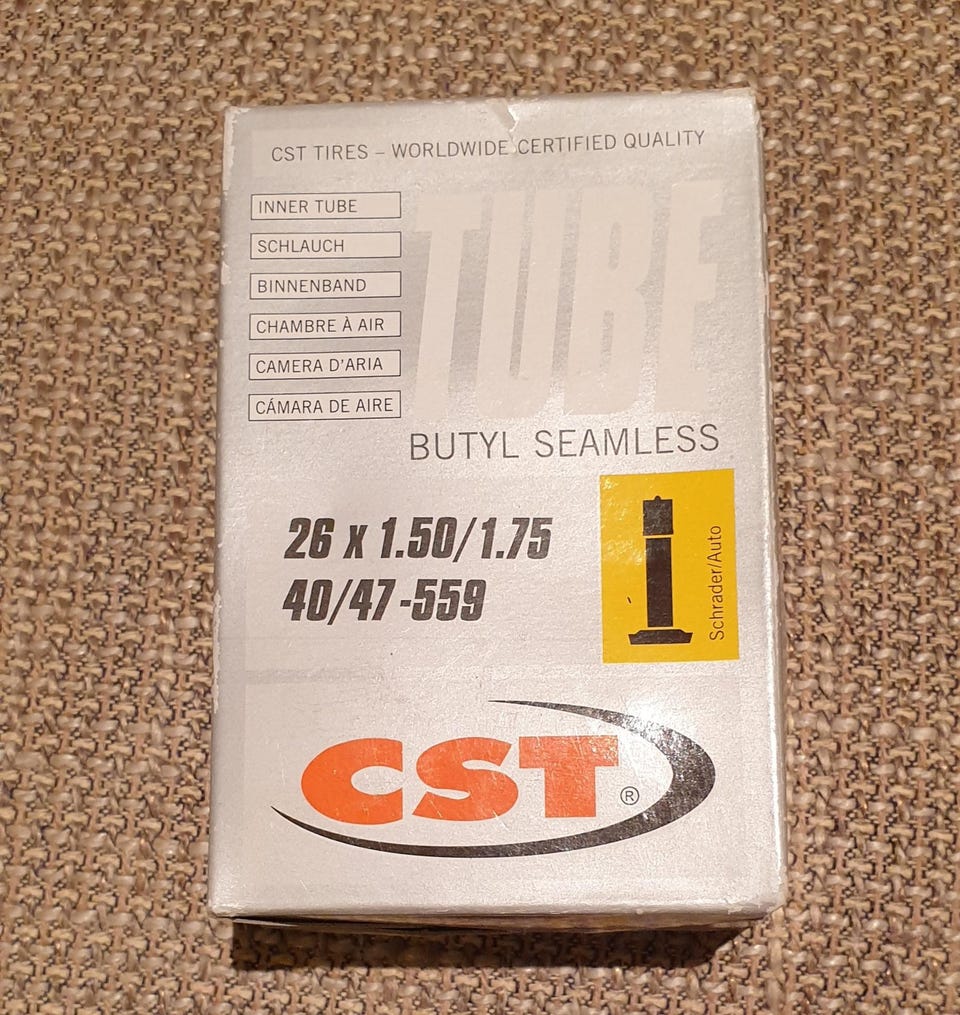 CST TIRES – WORLDWIDE CERTIFIED QUALITY
INNER TUBE
SCHLAUCH
BINNENBAND
CHAMBRE À AIR
CAMERA D'ARIA
CÁMARA DE AIRE
TUBE
BUTYL SEAMLESS
26 x 1.50/1.75
40/47-559
Schrader/Auto
CST ®